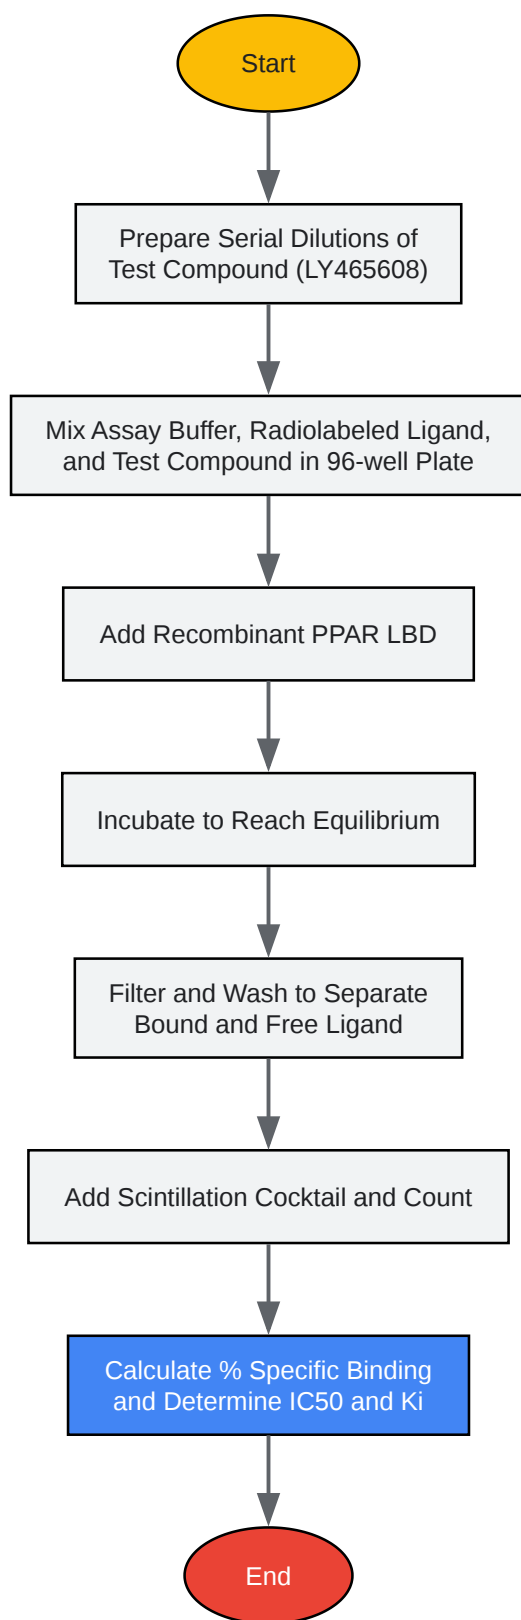 Start
Prepare Serial Dilutions of
Test Compound (LY465608)
Mix Assay Buffer, Radiolabeled Ligand,
and Test Compound in 96-well Plate
Add Recombinant PPAR LBD
Incubate to Reach Equilibrium
Filter and Wash to Separate
Bound and Free Ligand
Add Scintillation Cocktail and Count
Calculate % Specific Binding
and Determine IC50 and Ki
End